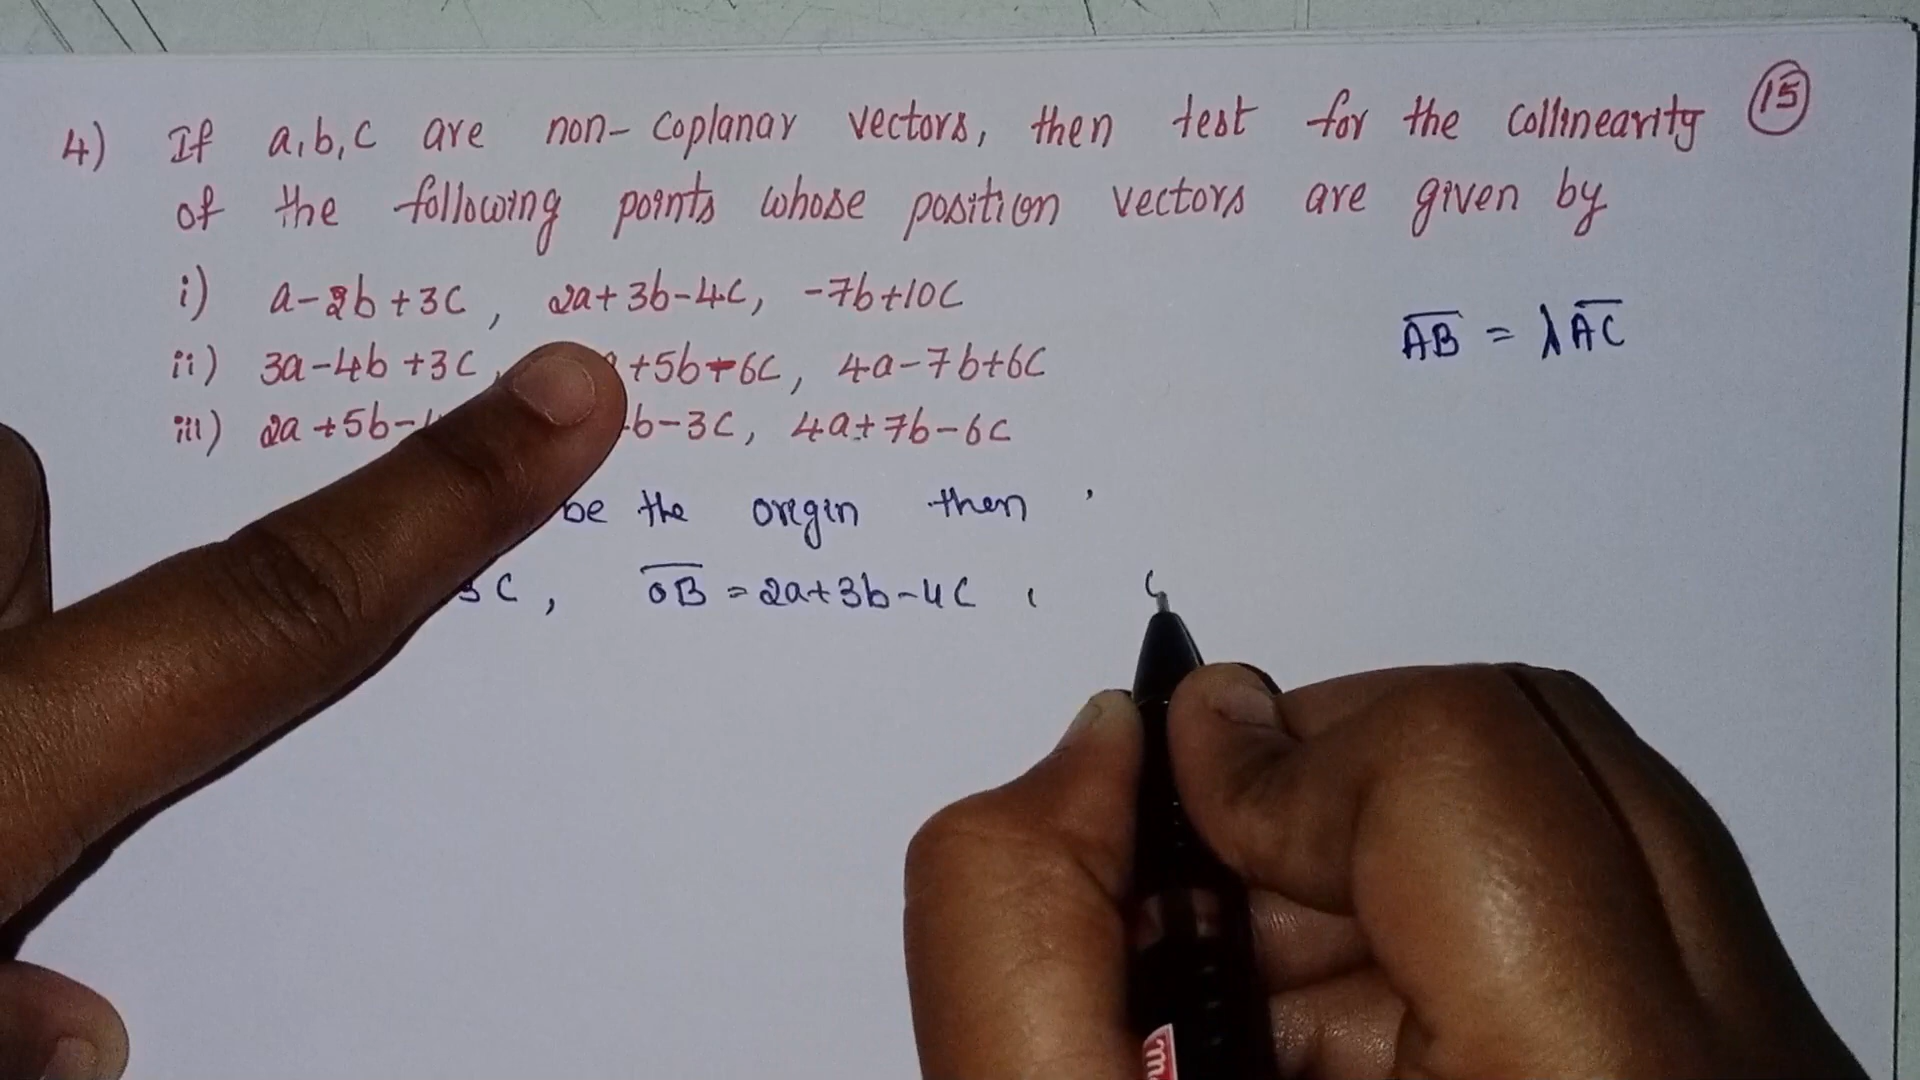 4) If a,b,c are non-coplanar vectors, then test for the collinearity (15)
of the following points whose position vectors are given by
i) a-2b+3c, 2a+3b-4c, -7b+10c
ii) 3a-4b+3c, +5b-6c, 4a-7b+6c
iii) 2a+5b- b-3c, 4a+7b-6c
AB = λAC
be the origin then,
3c, OB = 2a+3b-4c,